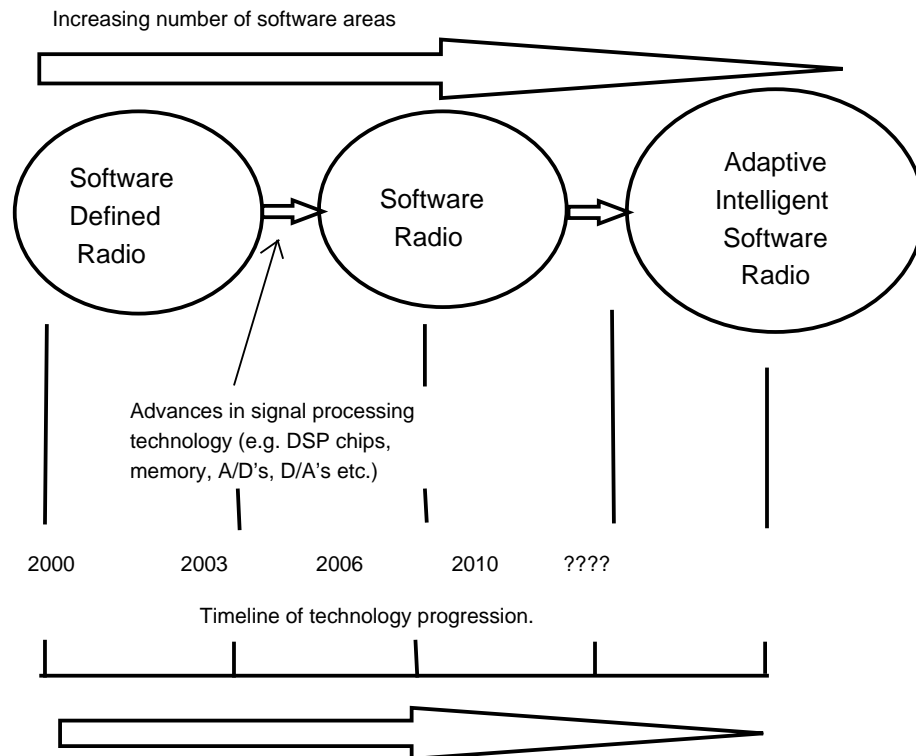 Increasing number of software areas
Software
Defined
Radio
Software
Radio
Adaptive
Intelligent
Software
Radio
Advances in signal processing
technology (e.g. DSP chips,
memory, A/D's, D/A's etc.)
2000 2003 2006 2010 ????
Timeline of technology progression.